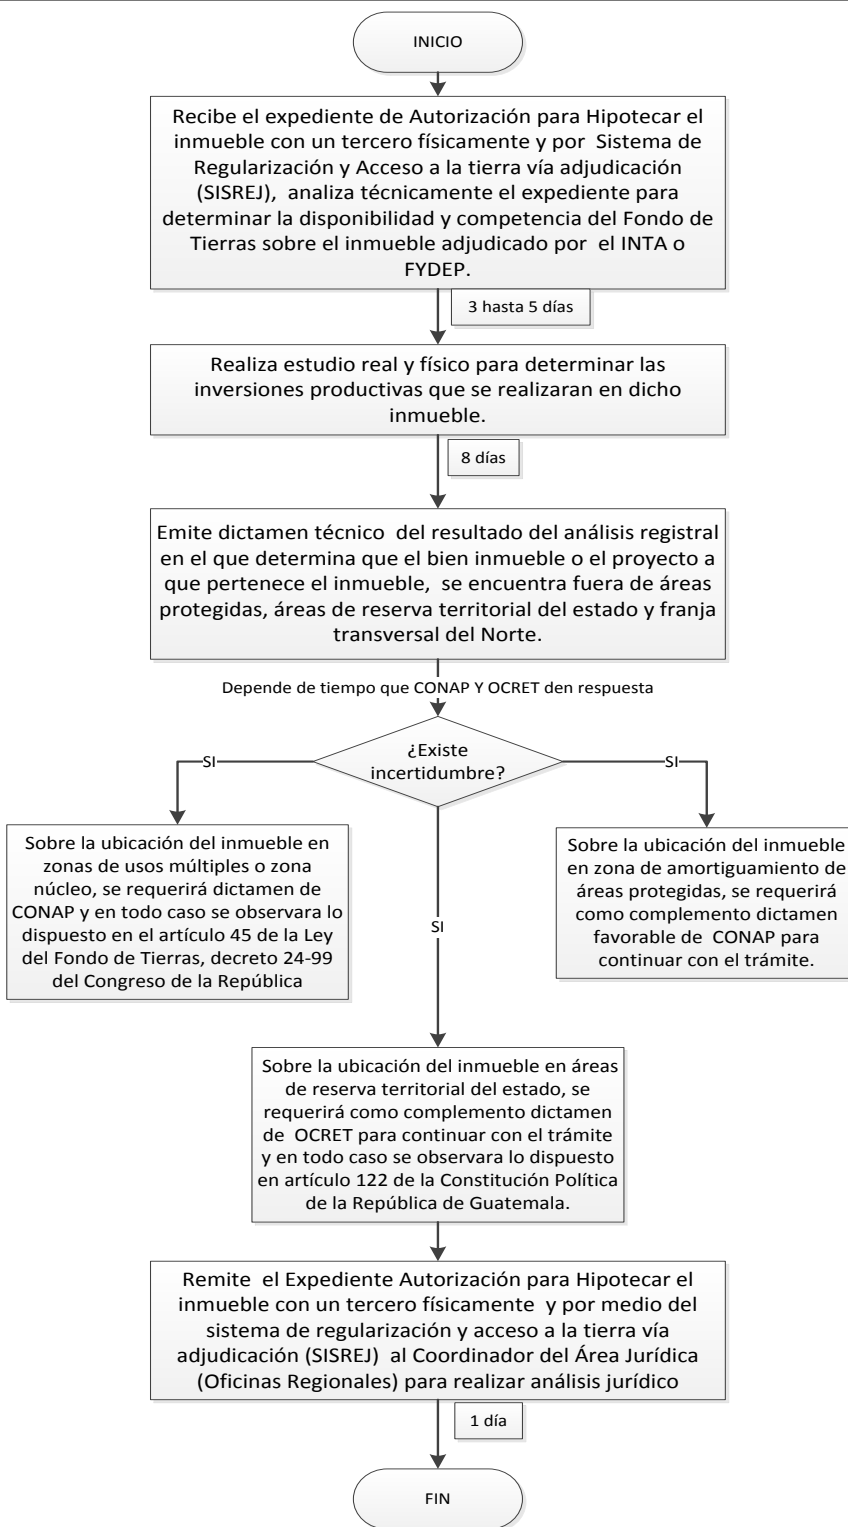 INICIO
Recibe el expediente de Autorización para Hipotecar el
inmueble con un tercero físicamente y por Sistema de
Regularización y Acceso a la tierra vía adjudicación
(SISREJ), analiza técnicamente el expediente para
determinar la disponibilidad y competencia del Fondo de
Tierras sobre el inmueble adjudicado por el INTA o
FYDEP.
3 hasta 5 días
Realiza estudio real y físico para determinar las
inversiones productivas que se realizaran en dicho
inmueble.
8 días
Emite dictamen técnico del resultado del análisis registral
en el que determina que el bien inmueble o el proyecto a
que pertenece el inmueble, se encuentra fuera de áreas
protegidas, áreas de reserva territorial del estado y franja
transversal del Norte.
Depende de tiempo que CONAP Y OCRET den respuesta
¿Existe
incertidumbre?
SI
SI
Sobre la ubicación del inmueble en
zonas de usos múltiples o zona
núcleo, se requerirá dictamen de
CONAP y en todo caso se observara lo
dispuesto en el artículo 45 de la Ley
del Fondo de Tierras, decreto 24-99
del Congreso de la República
Sobre la ubicación del inmueble
en zona de amortiguamiento de
áreas protegidas, se requerirá
como complemento dictamen
favorable de CONAP para
continuar con el trámite.
SI
Sobre la ubicación del inmueble en áreas
de reserva territorial del estado, se
requerirá como complemento dictamen
de OCRET para continuar con el trámite
y en todo caso se observara lo dispuesto
en artículo 122 de la Constitución Política
de la República de Guatemala.
Remite el Expediente Autorización para Hipotecar el
inmueble con un tercero físicamente y por medio del
sistema de regularización y acceso a la tierra vía
adjudicación (SISREJ) al Coordinador del Área Jurídica
(Oficinas Regionales) para realizar análisis jurídico
1 día
FIN